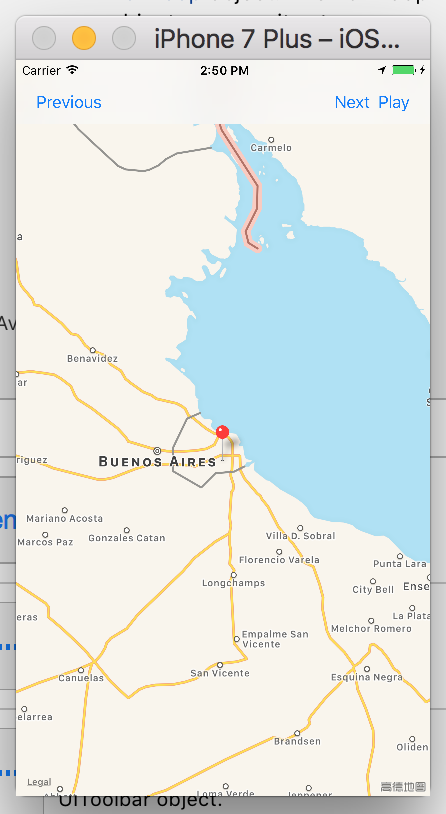 iPhone 7 Plus – iOS...
Carrier
2:50 PM
Previous
Next
Play
Carmelo
a
Av
Benavidez
ar
riguez
BUENOS AIRES
en
Mariano Acosta
Marcos Paz
Gonzales Catan
Villa D. Sobral
Florencio Varela
Punta Lara
Longchamps
City Bell
Ense
La Plata
eras
Melchor Romero
Empalme San
Vicente
San Vicente
Canuelas
Esquina Negra
elarrea
Brandsen
Oliden
Legal
Loma Verde
Jeppener
高德地图
UIToolbar object.